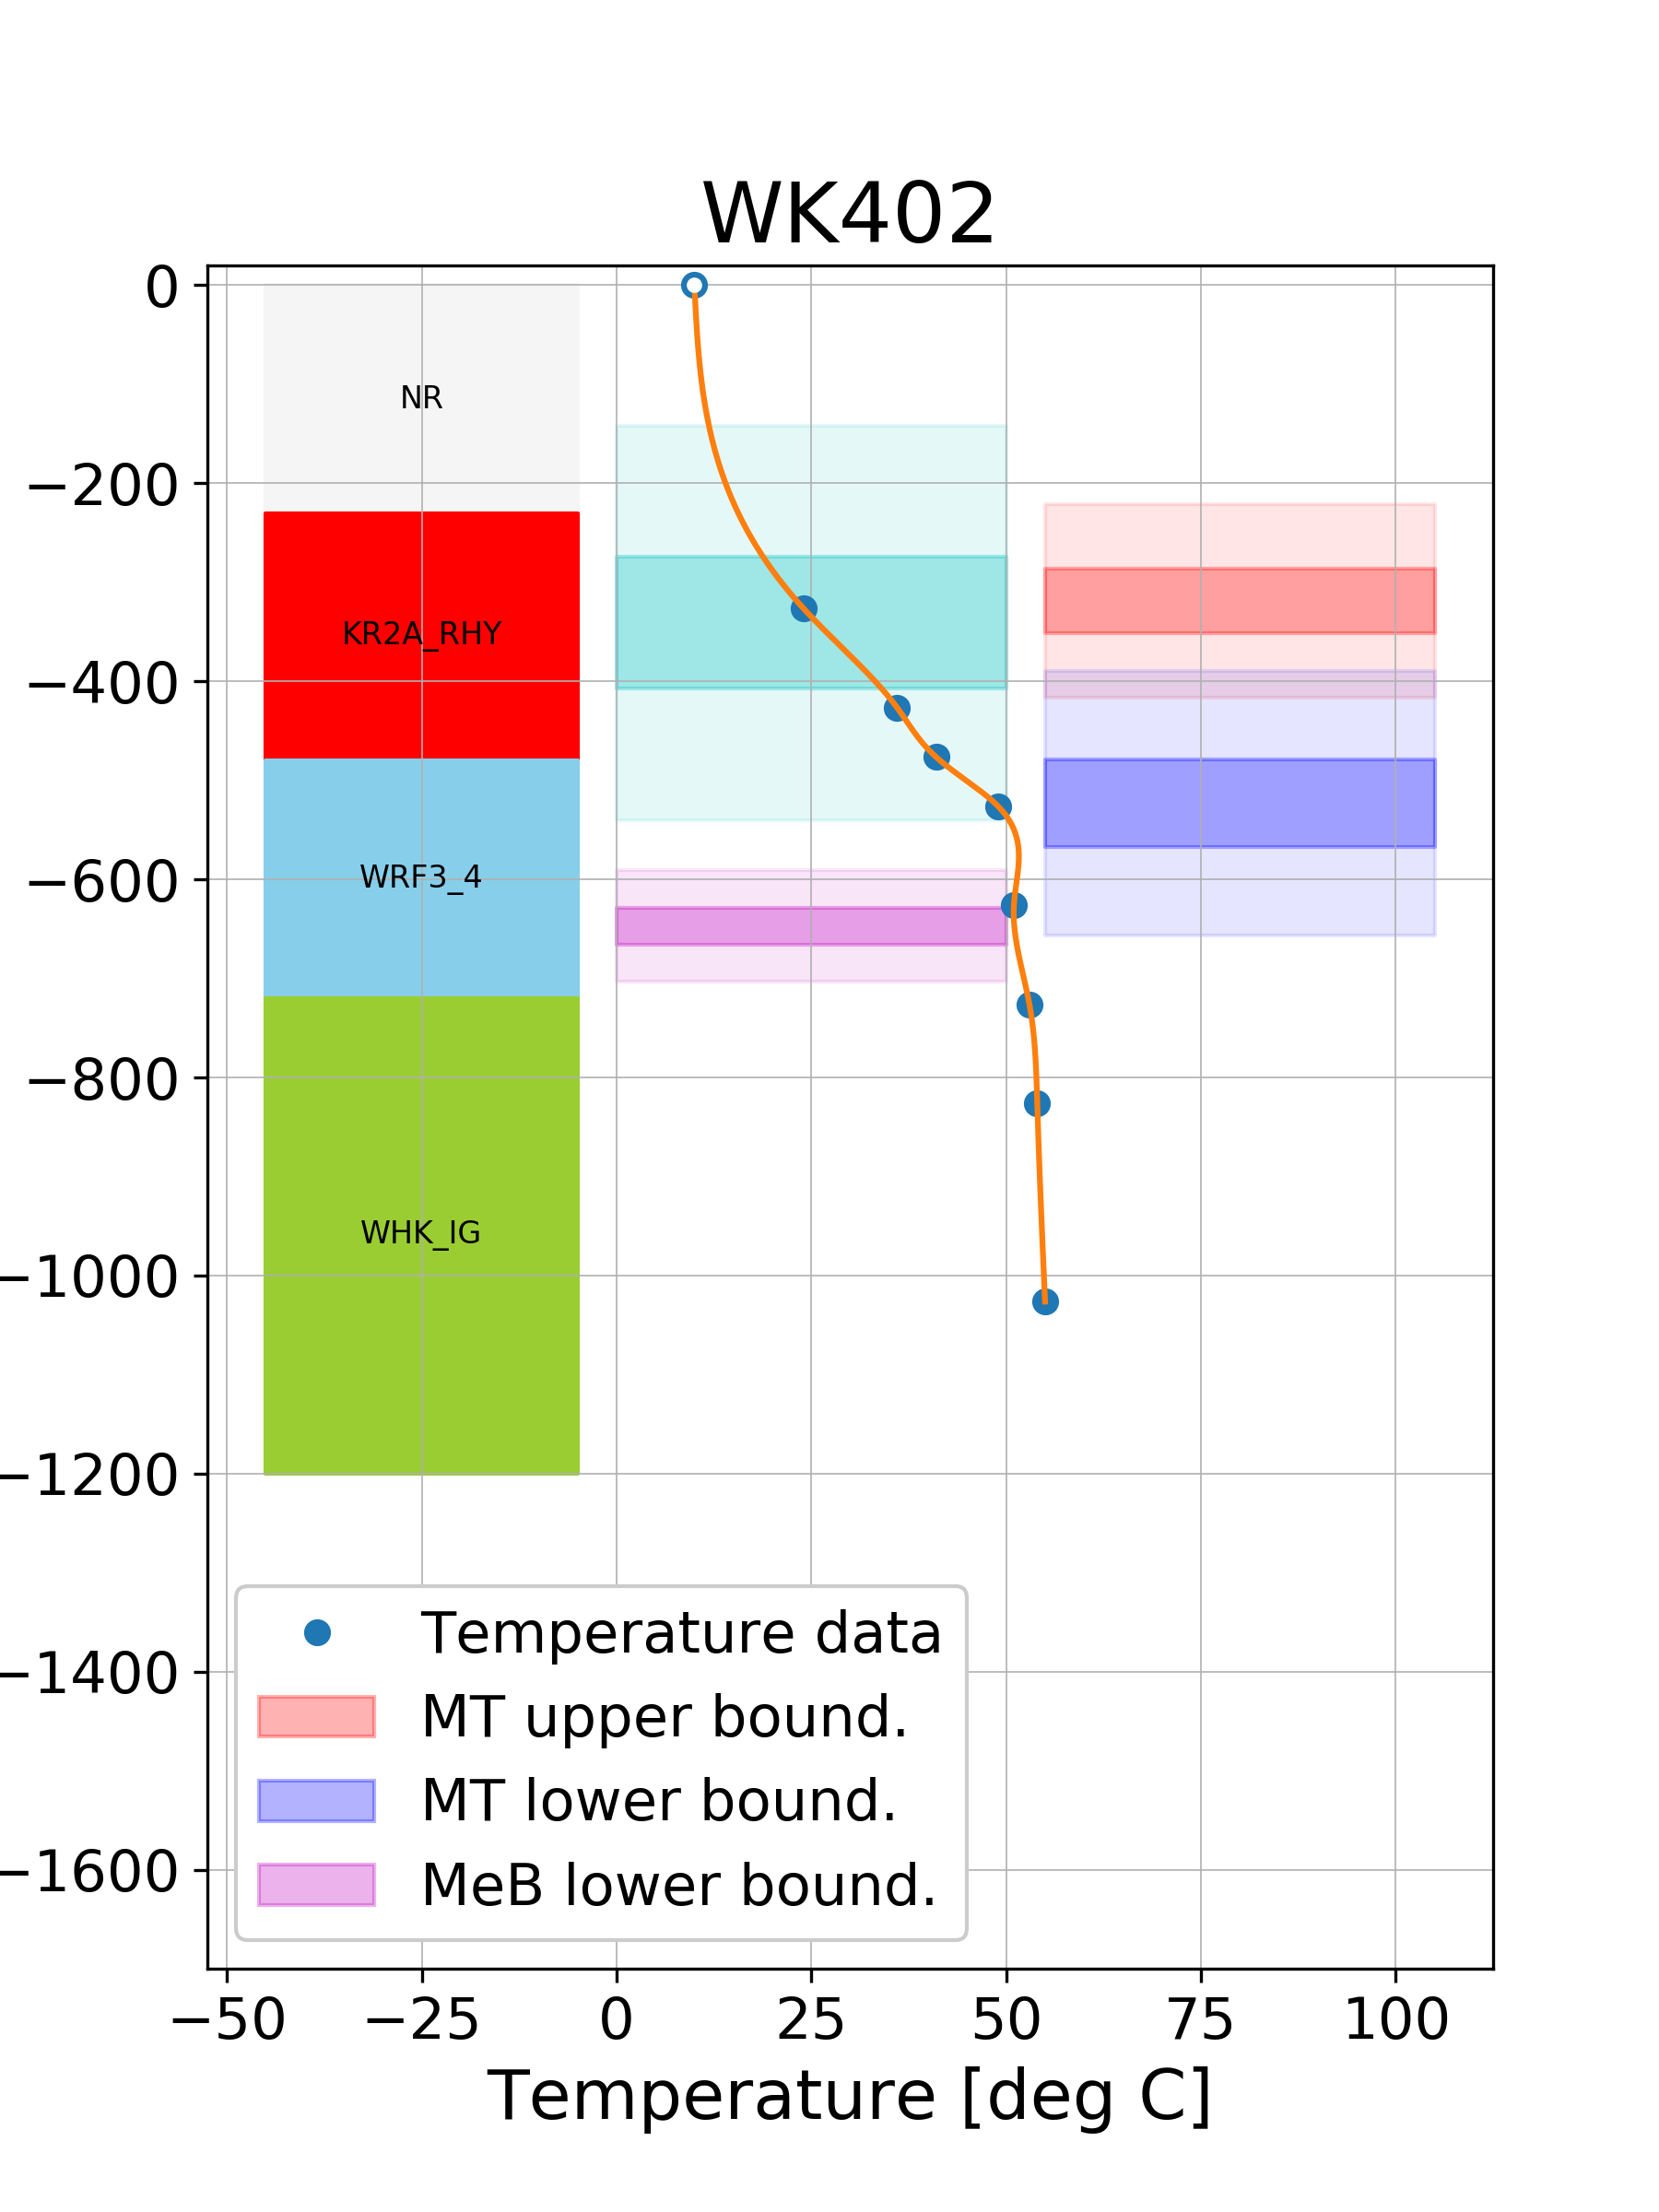 WK402
0
−200
−400
−600
−800
−1000
−1200
−1400
−1600
NR
KR2A_RHY
WRF3_4
WHK_IG
Temperature data
MT upper bound.
MT lower bound.
MeB lower bound.
−50 −25 0 25 50 75 100
Temperature [deg C]